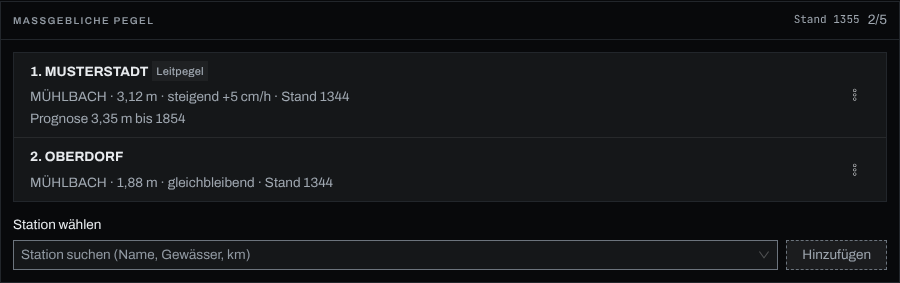 MASSGEBLICHE PEGEL Stand 1355 2/5
1. MUSTERSTADT Leitpegel
MÜHLBACH · 3,12 m · steigend +5 cm/h · Stand 1344
Prognose 3,35 m bis 1854
2. OBERDORF
MÜHLBACH · 1,88 m · gleichbleibend · Stand 1344
Station wählen
Station suchen (Name, Gewässer, km) Hinzufügen